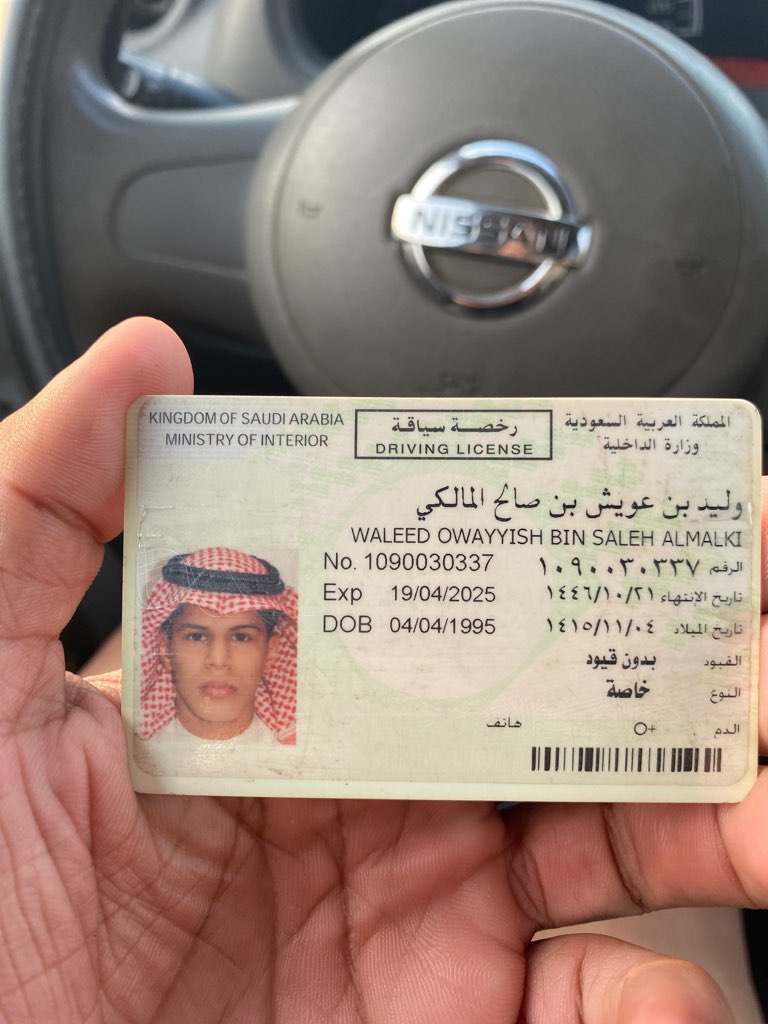 NISSAN
KINGDOM OF SAUDI ARABIA
MINISTRY OF INTERIOR
رخصة سياقة
DRIVING LICENSE
المملكة العربية السعودية
وزارة الداخلية
وليد بن عويش بن صالح المالكي
WALEED OWAYYISH BIN SALEH ALMALKI
No. 1090030337
الرقم ١٠٩٠٠٣٠٣٣٧
Exp 19/04/2025
تاريخ الإنتهاء ١٤٤٦/١٠/٢١
DOB 04/04/1995
تاريخ الميلاد ١٤١٥/١١/٠٤
القيود بدون قيود
النوع خاصة
الدم O+ هاتف